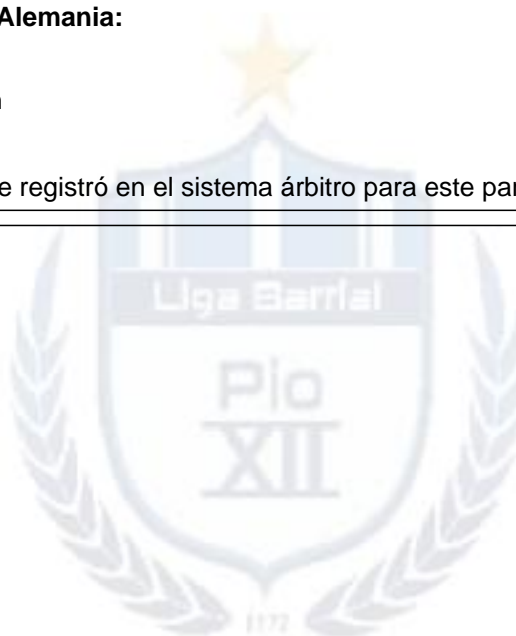 Alemania:
e registró en el sistema árbitro para este par
Liga Barrial
Pio
XII